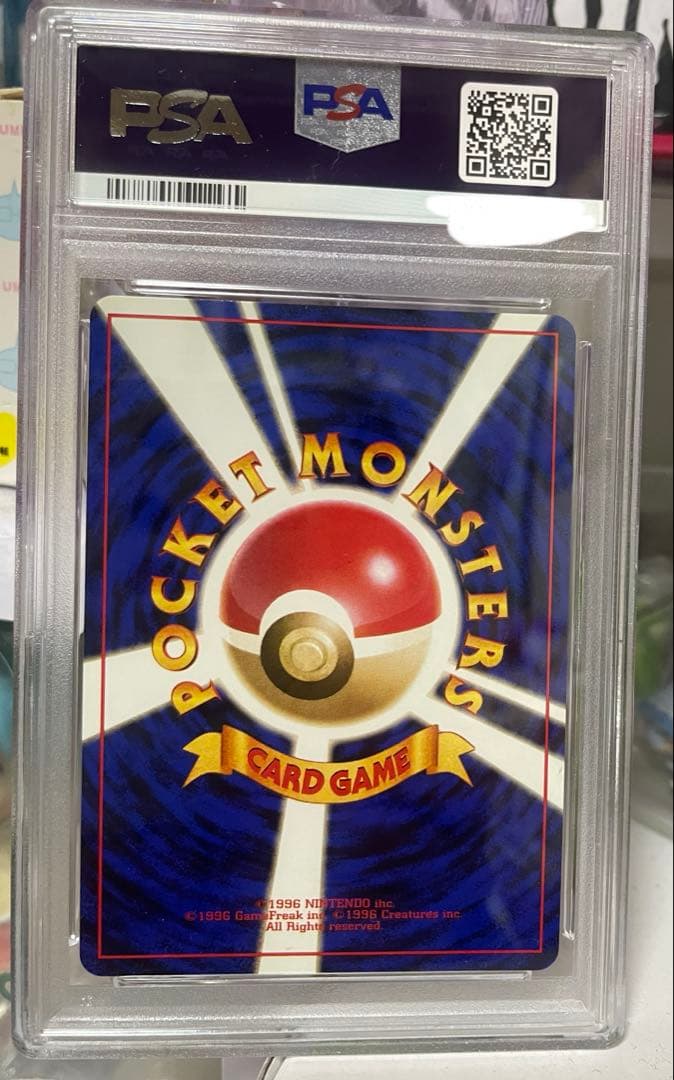 PSA PSA
POCKET MONSTERS
CARD GAME
©1996 NINTENDO inc.
©1996 GameFreak inc. ©1996 Creatures inc.
All Rights reserved.